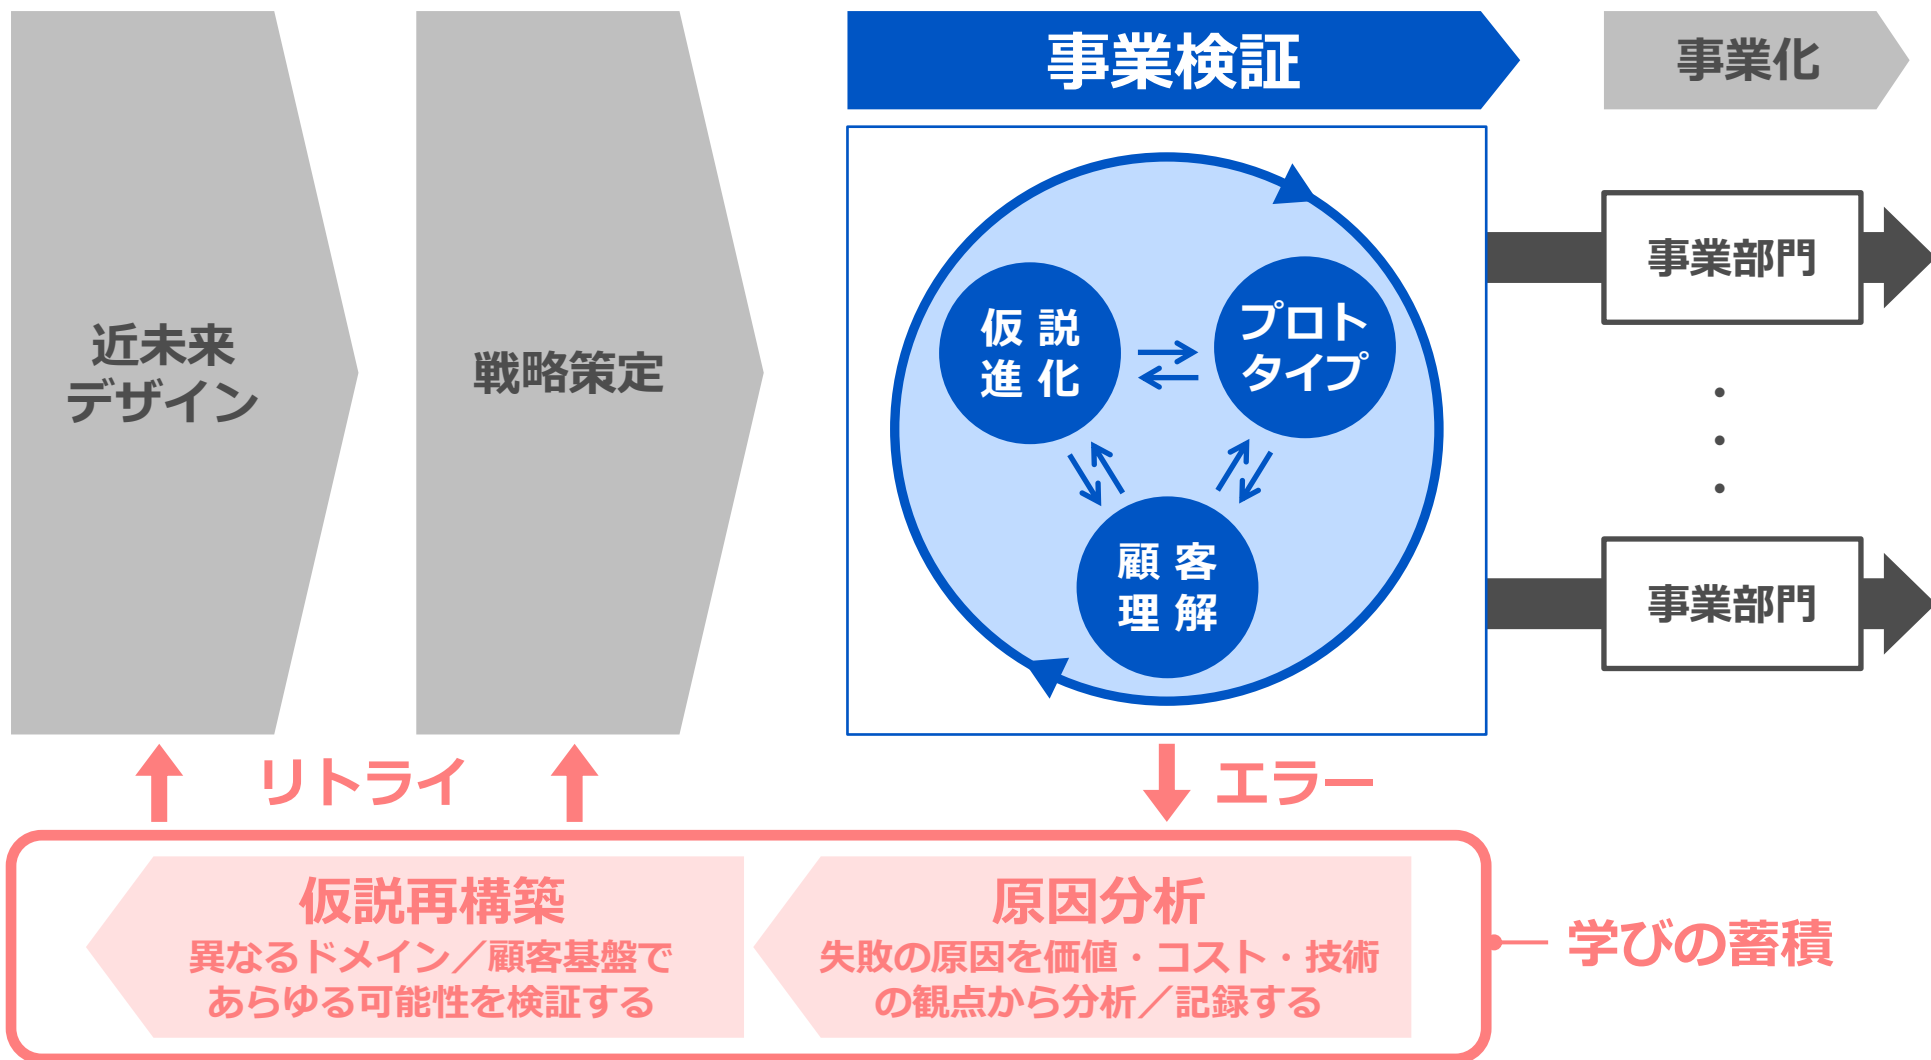 事業検証
事業化
近未来
デザイン
戦略策定
仮説
進化
プロト
タイプ
顧客
理解
事業部門
・
・
・
事業部門
リトライ
エラー
仮説再構築
異なるドメイン／顧客基盤で
あらゆる可能性を検証する
原因分析
失敗の原因を価値・コスト・技術
の観点から分析／記録する
学びの蓄積